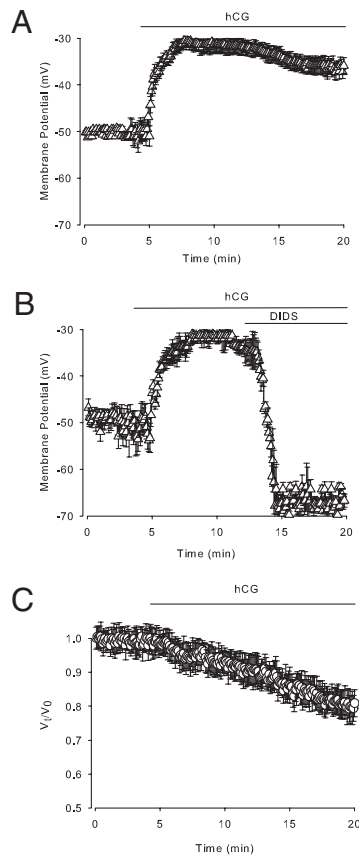 A
hCG
-30
-40
-50
-60
-70
Membrane Potential (mV)
0 5 10 15 20
Time (min)
B
hCG
DIDS
-30
-40
-50
-60
-70
Membrane Potential (mV)
0 5 10 15 20
Time (min)
C
hCG
1.0
0.9
0.8
0.7
0.6
0.5
Vt/V0
0 5 10 15 20
Time (min)